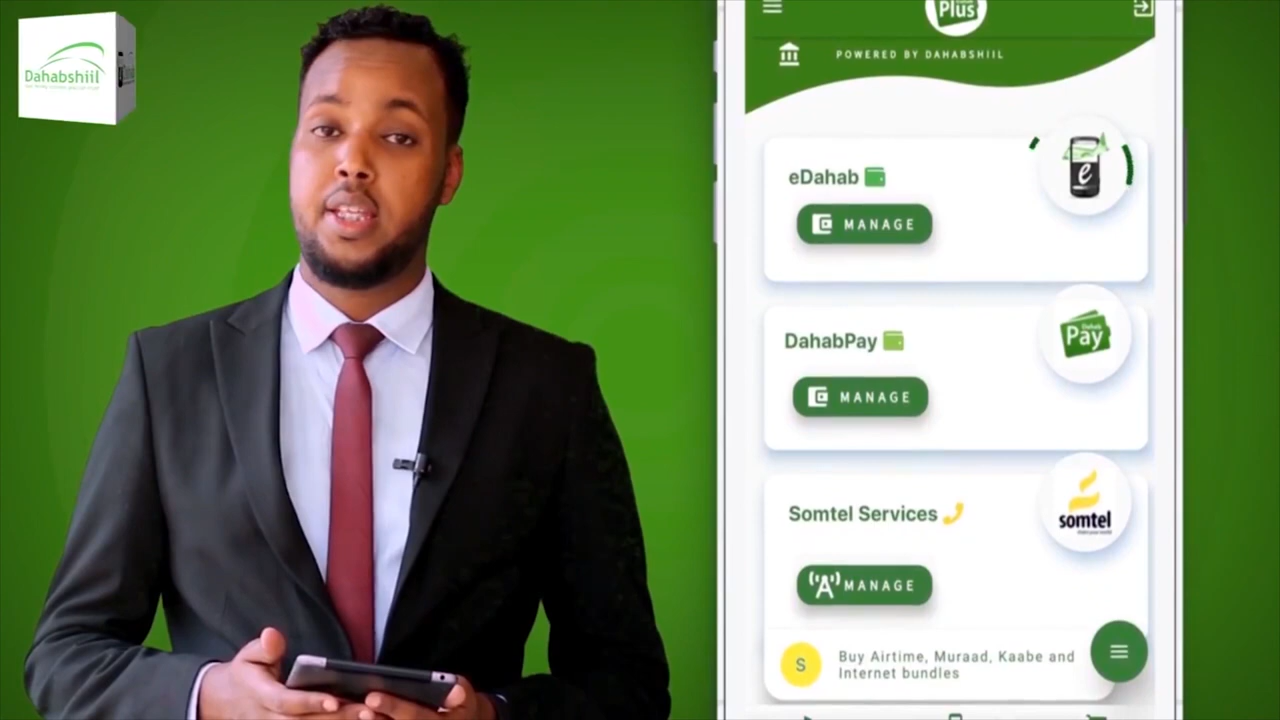 Dahabshiil
Plus
POWERED BY DAHABSHIIL
eDahab
e
MANAGE
DahabPay
Dahab
Pay
MANAGE
Somtel Services
somtel
MANAGE
S
Buy Airtime, Muraad, Kaabe and
Internet bundles